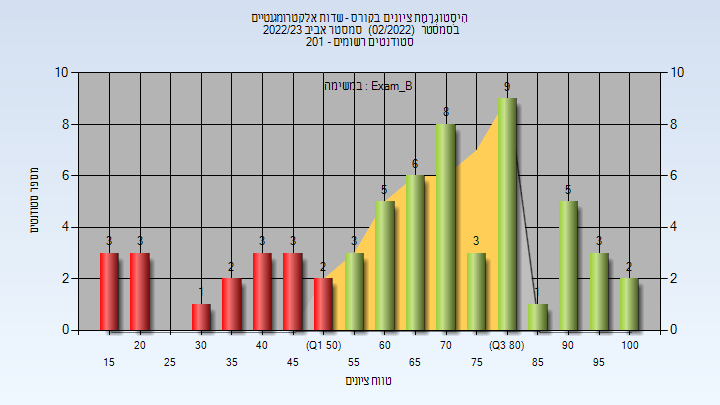 היסטוגרמת ציונים בקורס - שדות אלקטרומגנטיים
בסמסטר (02/2022) סמסטר אביב 2022/23
סטודנטים רשומים - 201
במשימה : Exam_B
מספר סטודנטים
10 8 6 4 2 0
10 8 6 4 2 0
3 3 1 2 3 3 2 3 5 6 8 3 9 1 5 3 2
20 30 40 (Q1 50) 60 70 (Q3 80) 90 100
15 25 35 45 55 65 75 85 95
טווח ציונים